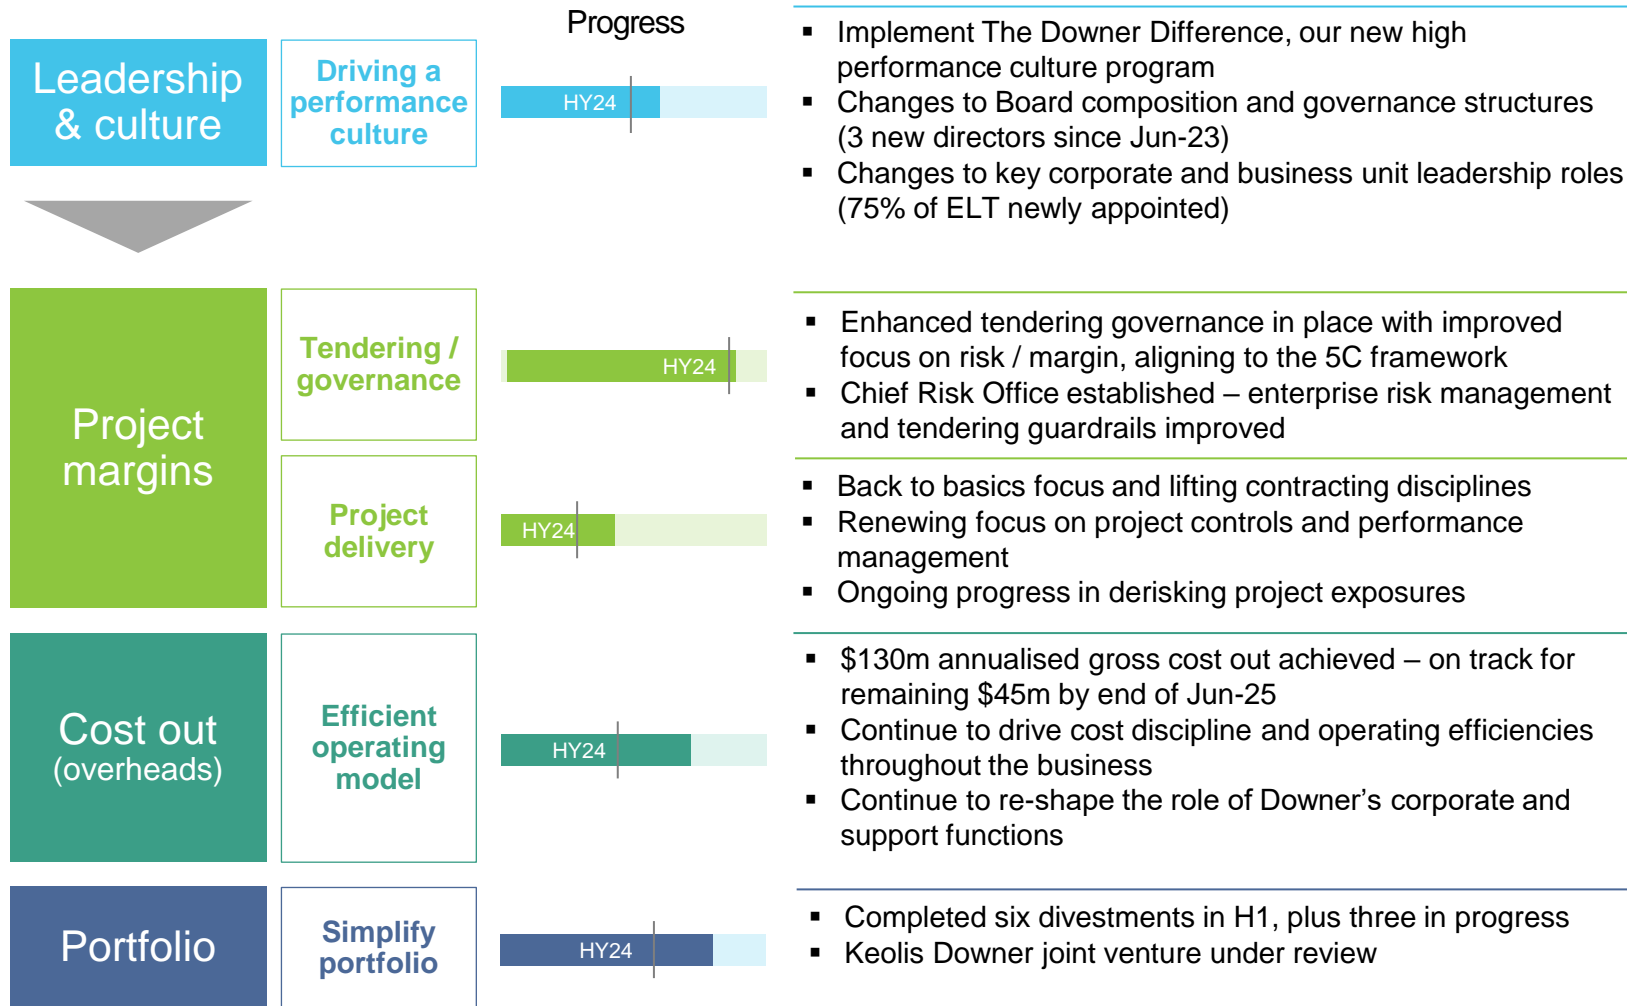 Progress
Leadership
& culture
Driving a
performance
culture
HY24
▪ Implement The Downer Difference, our new high
performance culture program
▪ Changes to Board composition and governance structures
(3 new directors since Jun-23)
▪ Changes to key corporate and business unit leadership roles
(75% of ELT newly appointed)
Project
margins
Tendering /
governance
HY24
▪ Enhanced tendering governance in place with improved
focus on risk / margin, aligning to the 5C framework
▪ Chief Risk Office established – enterprise risk management
and tendering guardrails improved
Project
delivery
HY24
▪ Back to basics focus and lifting contracting disciplines
▪ Renewing focus on project controls and performance
management
▪ Ongoing progress in derisking project exposures
Cost out
(overheads)
Efficient
operating
model
HY24
▪ $130m annualised gross cost out achieved – on track for
remaining $45m by end of Jun-25
▪ Continue to drive cost discipline and operating efficiencies
throughout the business
▪ Continue to re-shape the role of Downer’s corporate and
support functions
Portfolio
Simplify
portfolio
HY24
▪ Completed six divestments in H1, plus three in progress
▪ Keolis Downer joint venture under review